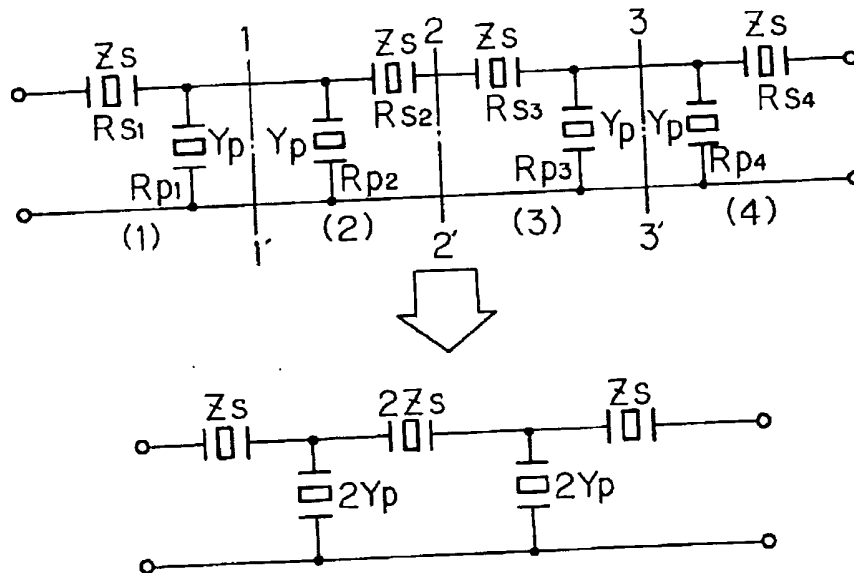 1 Zs 2 Zs 3 Zs
Zs
Rs1 Yp Yp Rs2 Rs3 Yp Yp Rs4
Rp1 Rp2 Rp3 Rp4
(1) (2) (3) (4)
1' 2' 3'
Zs 2Zs Zs
2Yp 2Yp